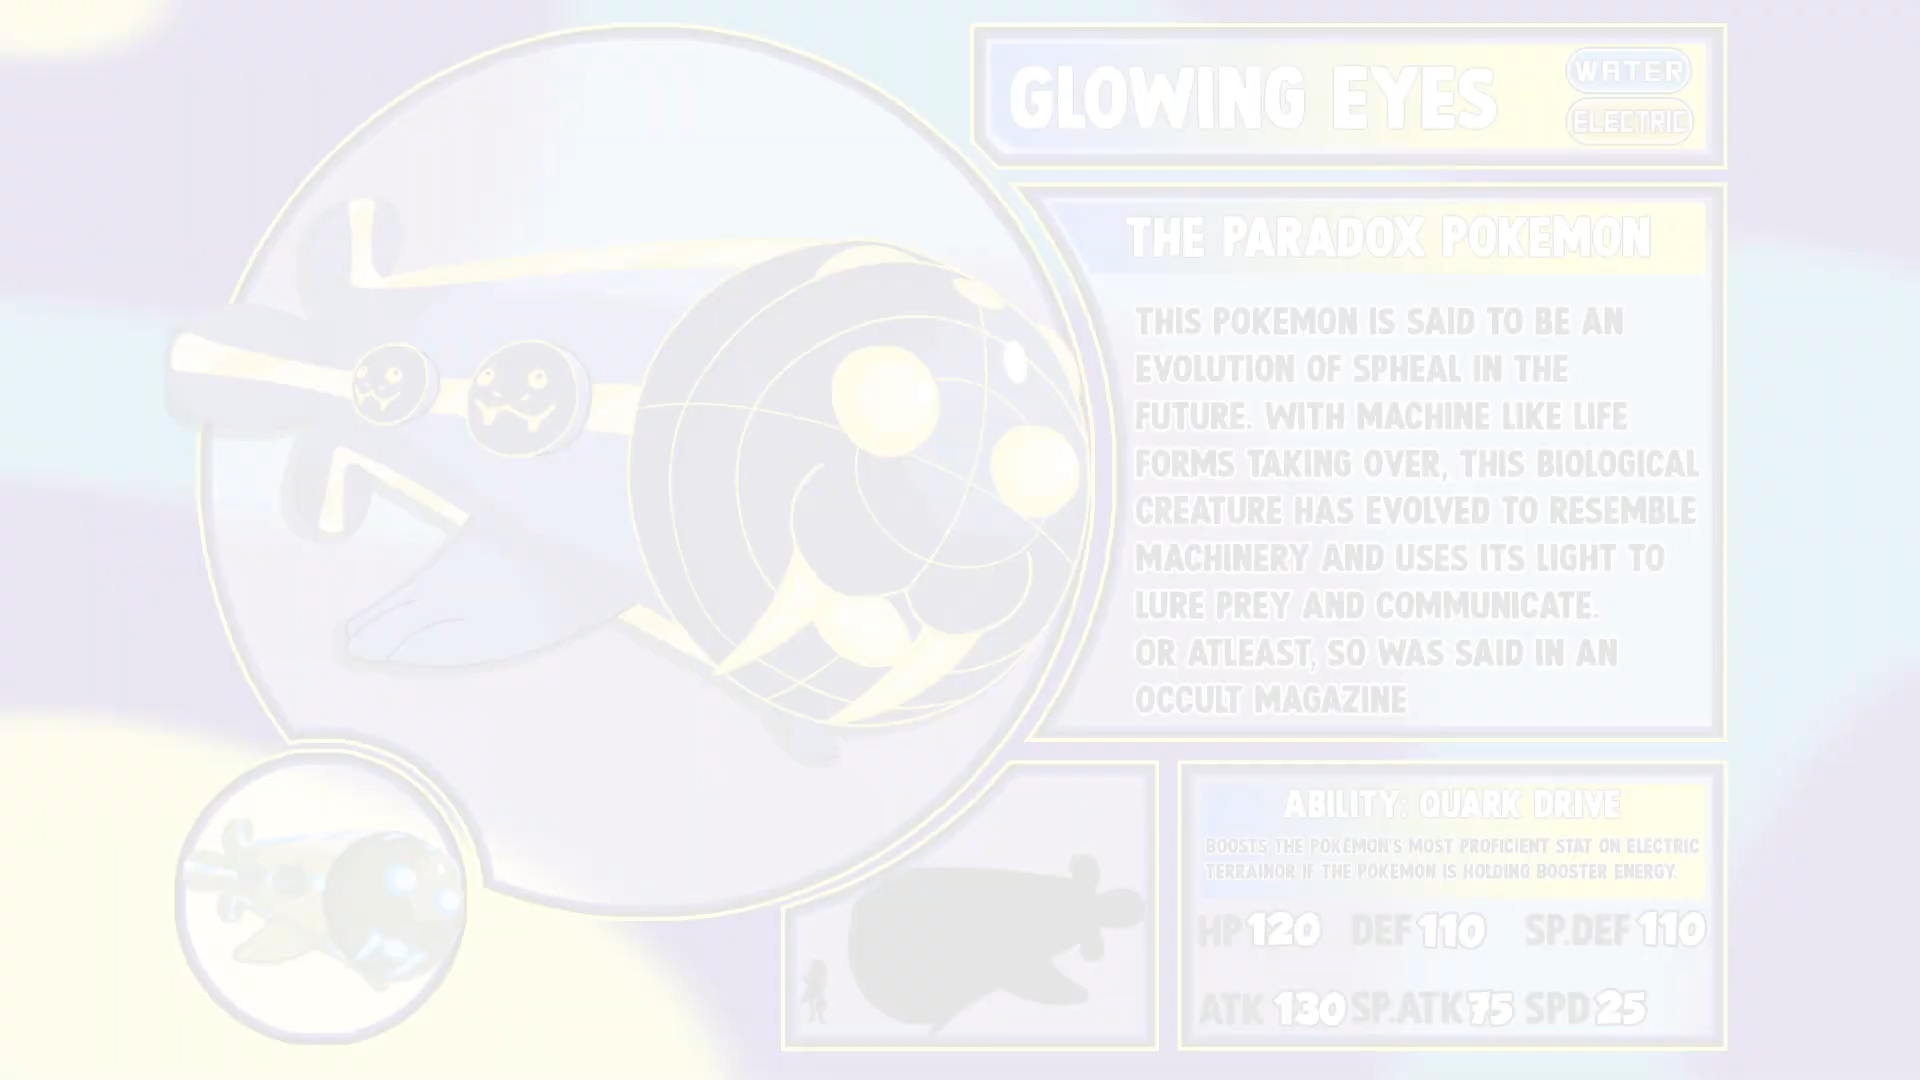 GLOWING EYES
WATER
ELECTRIC
THE PARADOX POKEMON
THIS POKEMON IS SAID TO BE AN
EVOLUTION OF SPHEAL IN THE
FUTURE. WITH MACHINE LIKE LIFE
FORMS TAKING OVER, THIS BIOLOGICAL
CREATURE HAS EVOLVED TO RESEMBLE
MACHINERY AND USES ITS LIGHT TO
LURE PREY AND COMMUNICATE.
OR ATLEAST, SO WAS SAID IN AN
OCCULT MAGAZINE
ABILITY: QUARK DRIVE
BOOSTS THE POKÉMON'S MOST PROFICIENT STAT ON ELECTRIC
TERRAINOR IF THE POKEMON IS HOLDING BOOSTER ENERGY.
HP 120 DEF 110 SP.DEF 110
ATK 130 SP.ATK 75 SPD 25